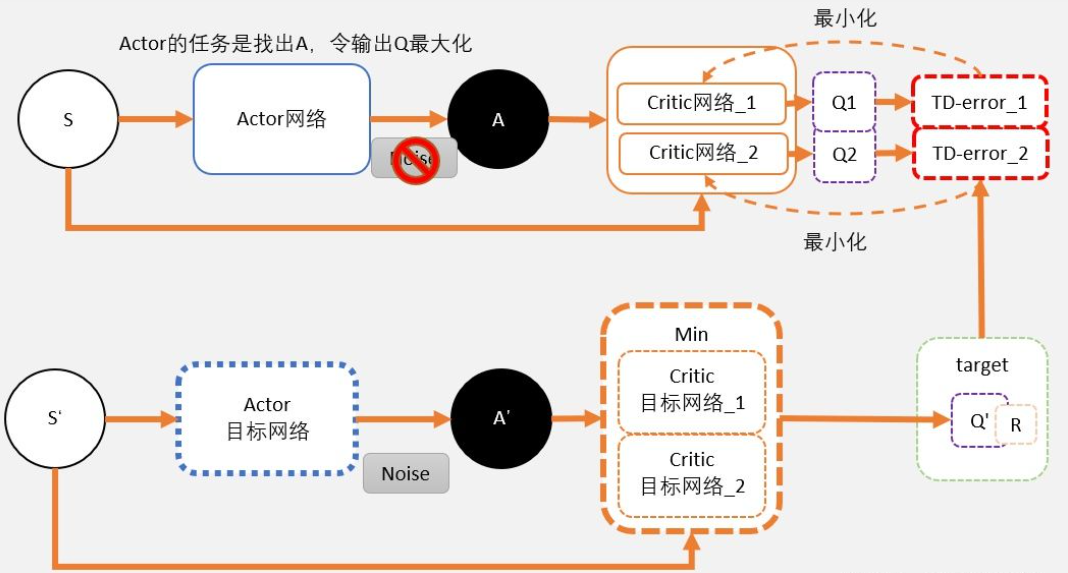 最小化
Actor的任务是找出A，令输出Q最大化
S
Actor网络
Noise
A
Critic网络_1
Critic网络_2
Q1
Q2
TD-error_1
TD-error_2
最小化
S‘
Actor
目标网络
Noise
A’
Min
Critic
目标网络_1
Critic
目标网络_2
target
Q'
R